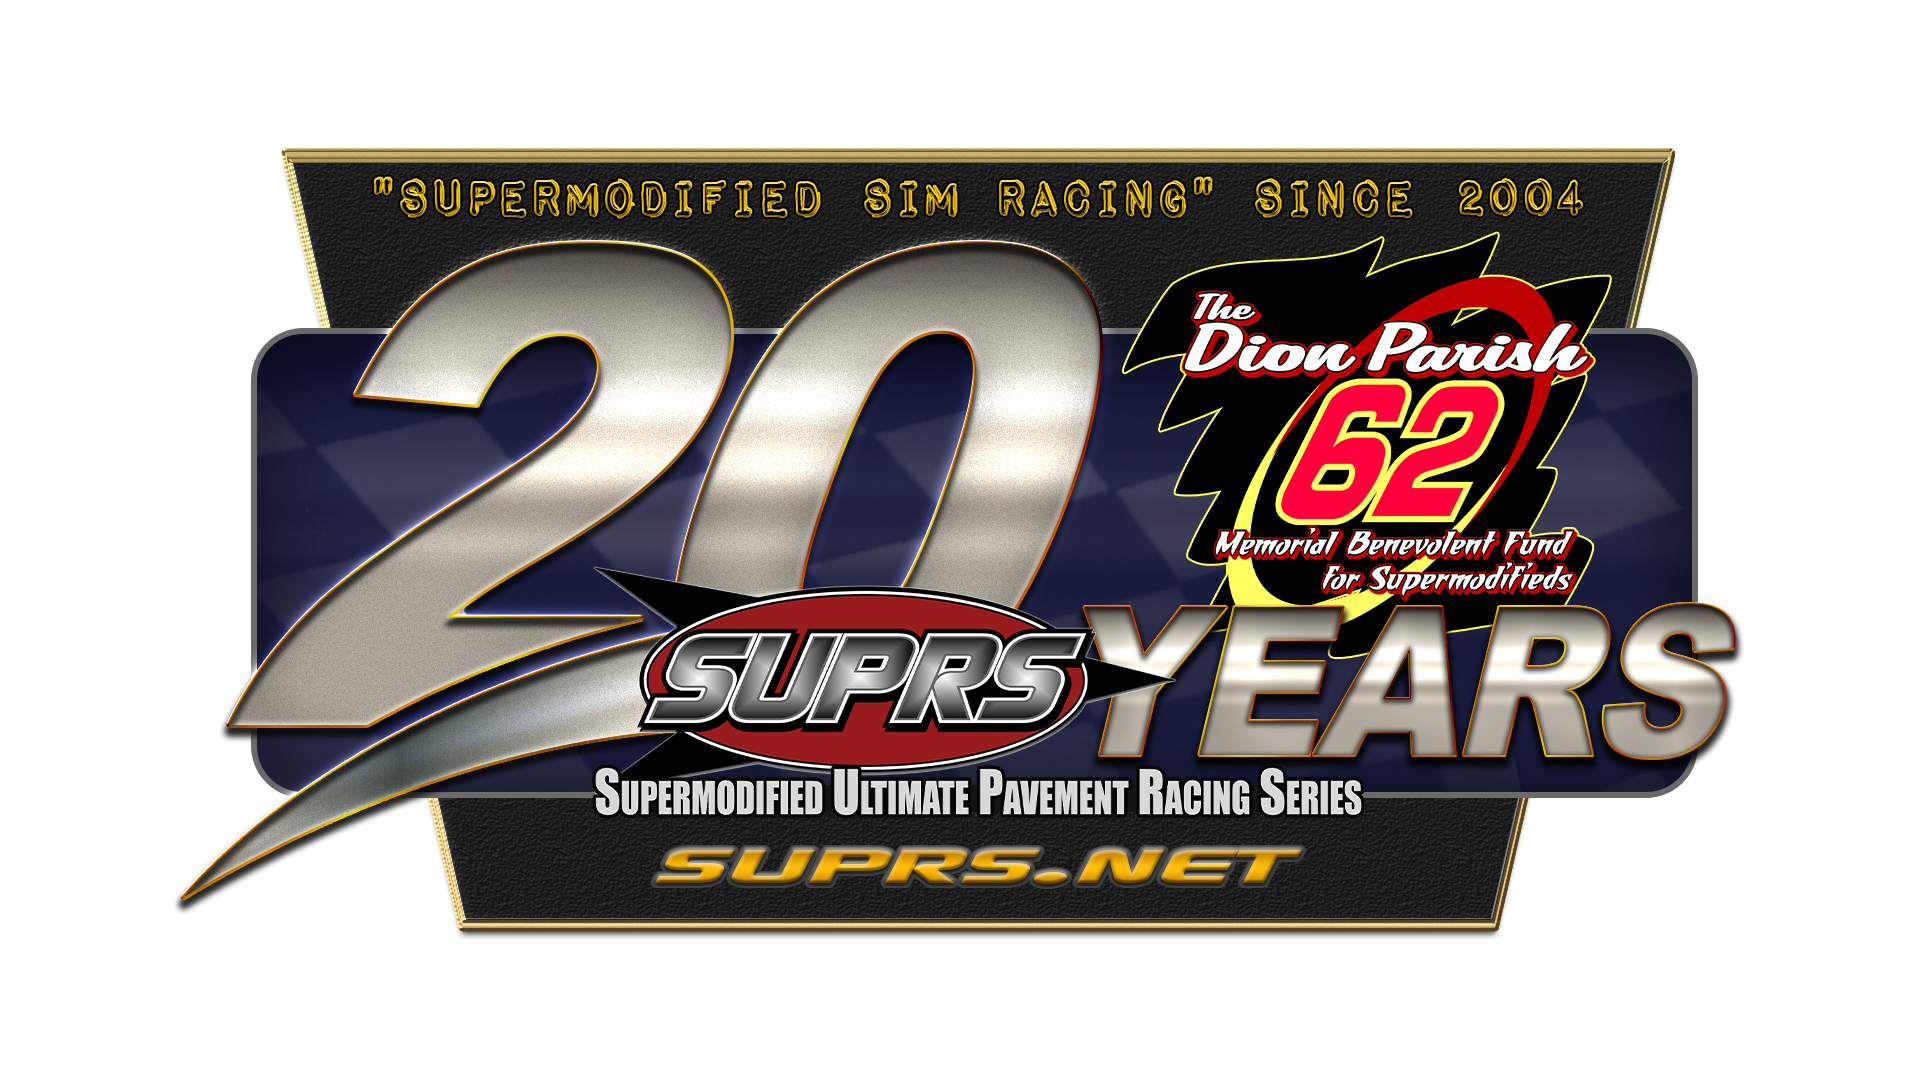 "SUPERMODIFIED SIM RACING" SINCE 2004
20
The
Dion Parish
62
Memorial Benevolent Fund
for Supermodifieds
SUPRS
YEARS
SUPERMODIFIED ULTIMATE PAVEMENT RACING SERIES
SUPRS.NET